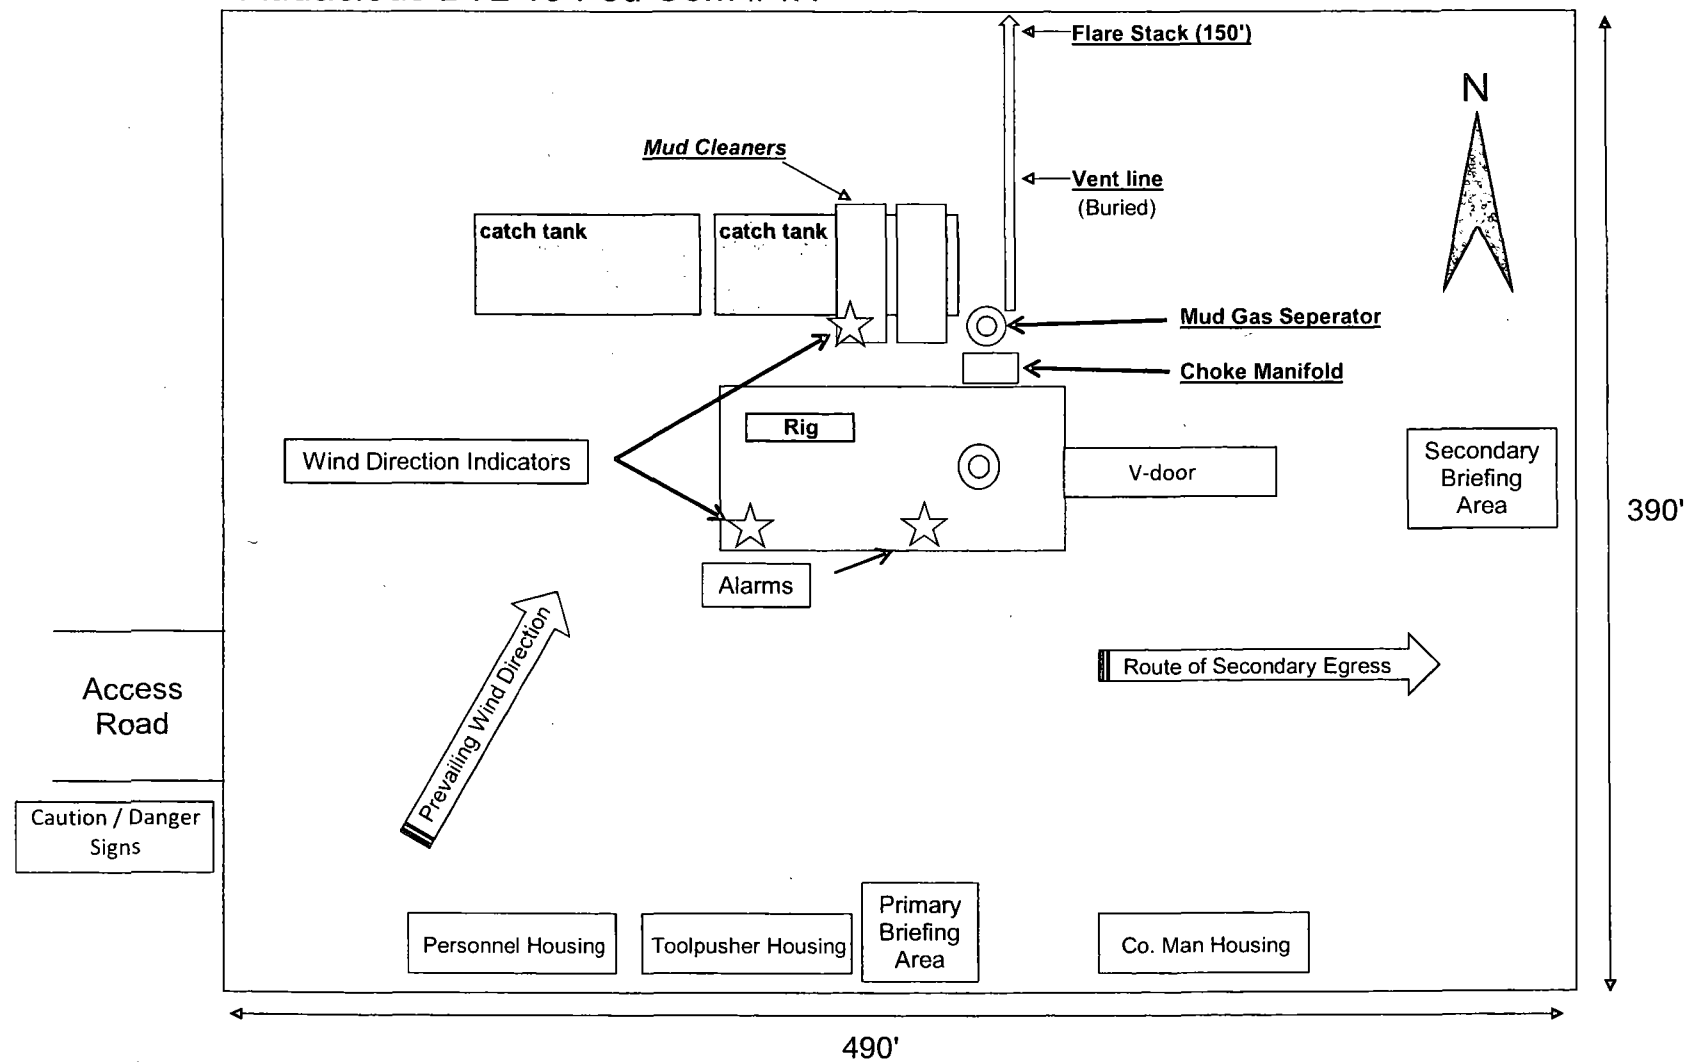 Flare Stack (150')
N
Mud Cleaners
Vent line
(Buried)
catch tank
catch tank
Mud Gas Seperator
Choke Manifold
Rig
Wind Direction Indicators
V-door
Secondary
Briefing
Area
390'
Alarms
Prevailing Wind Direction
Route of Secondary Egress
Access
Road
Caution / Danger
Signs
Primary
Briefing
Area
Personnel Housing
Toolpusher Housing
Co. Man Housing
490'